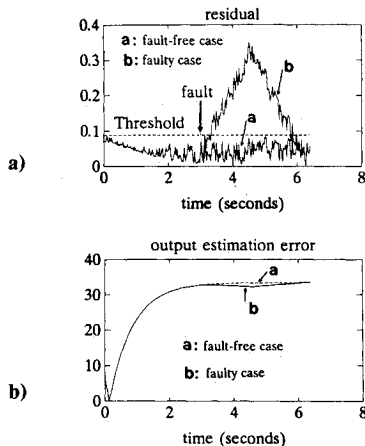 residual
0.4
a: fault-free case
b: faulty case
0.3
b
fault
0.2
a
Threshold
0.1
0
0 2 4 6 8
a)
time (seconds)
output estimation error
40
a
30
b
20
a: fault-free case
10
b: faulty case
0
0 2 4 6 8
b)
time (seconds)